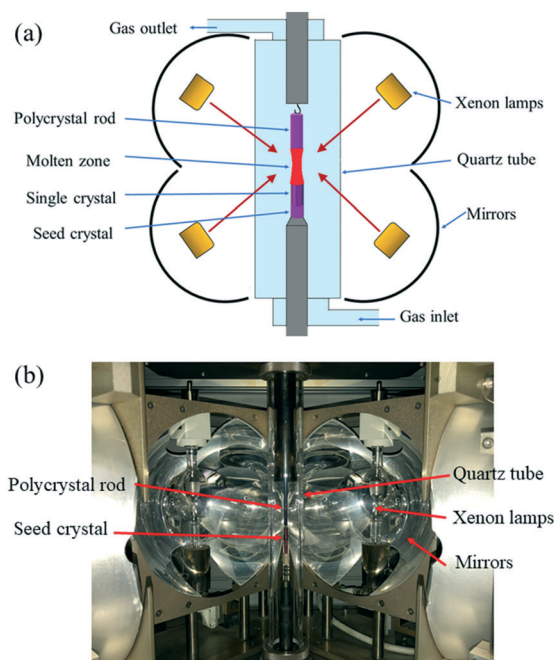 (a)
Gas outlet
Polycrystal rod
Molten zone
Single crystal
Seed crystal
Xenon lamps
Quartz tube
Mirrors
Gas inlet
(b)
Polycrystal rod
Seed crystal
Quartz tube
Xenon lamps
Mirrors